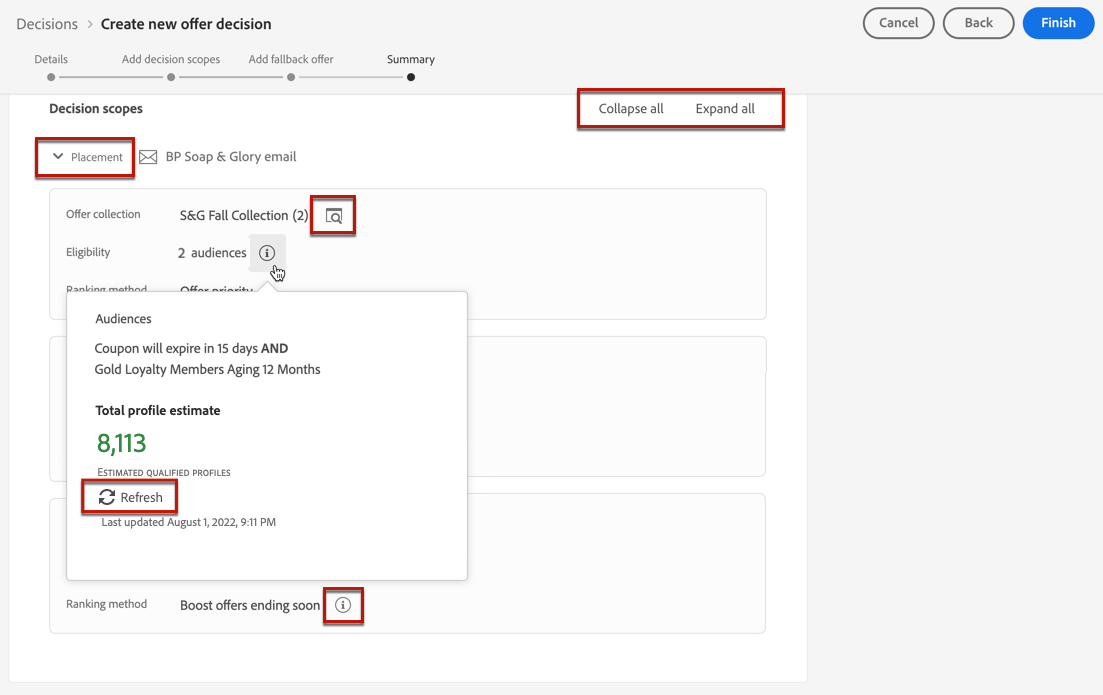 Decisions > Create new offer decision
Cancel
Back
Finish
Details
Add decision scopes
Add fallback offer
Summary
Decision scopes
Collapse all
Expand all
Placement
BP Soap & Glory email
Offer collection
S&G Fall Collection (2)
Eligibility
2 audiences
Ranking method
Offer priority
Audiences
Coupon will expire in 15 days AND
Gold Loyalty Members Aging 12 Months
Total profile estimate
8,113
ESTIMATED QUALIFIED PROFILES
Refresh
Last updated August 1, 2022, 9:11 PM
Ranking method
Boost offers ending soon